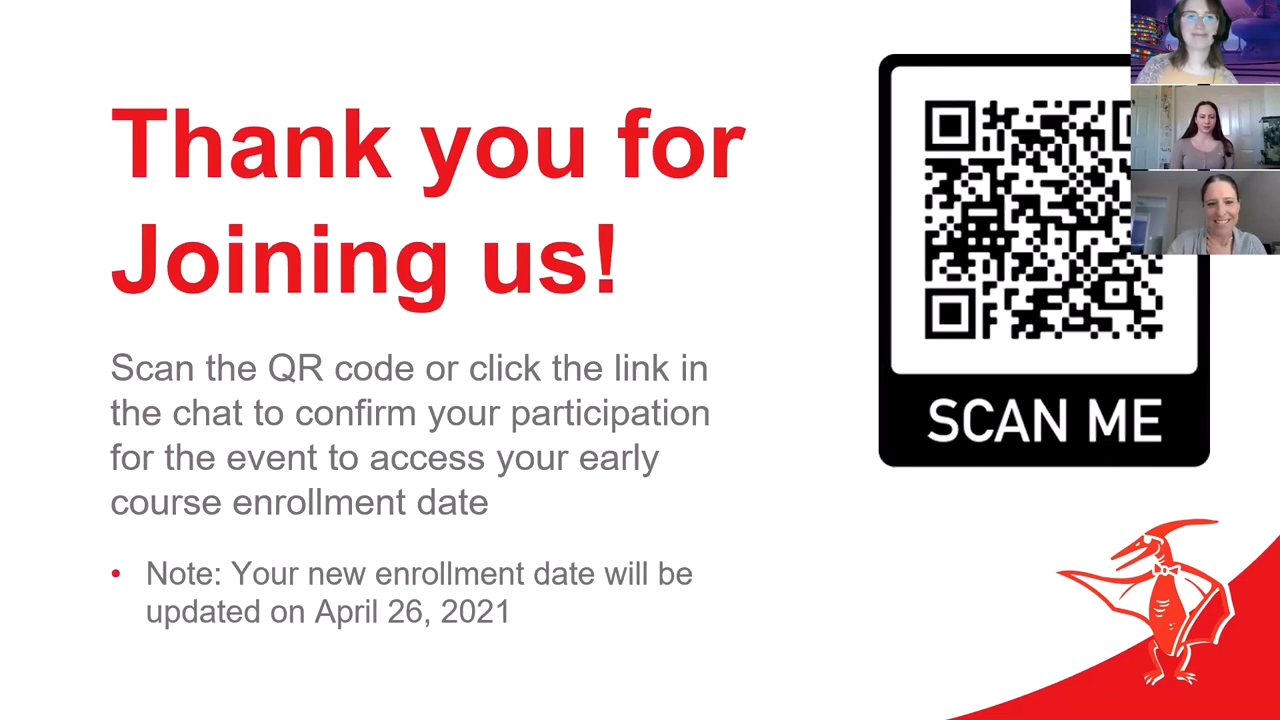 Thank you for
Joining us!
Scan the QR code or click the link in
the chat to confirm your participation
for the event to access your early
course enrollment date
• Note: Your new enrollment date will be
updated on April 26, 2021
SCAN ME